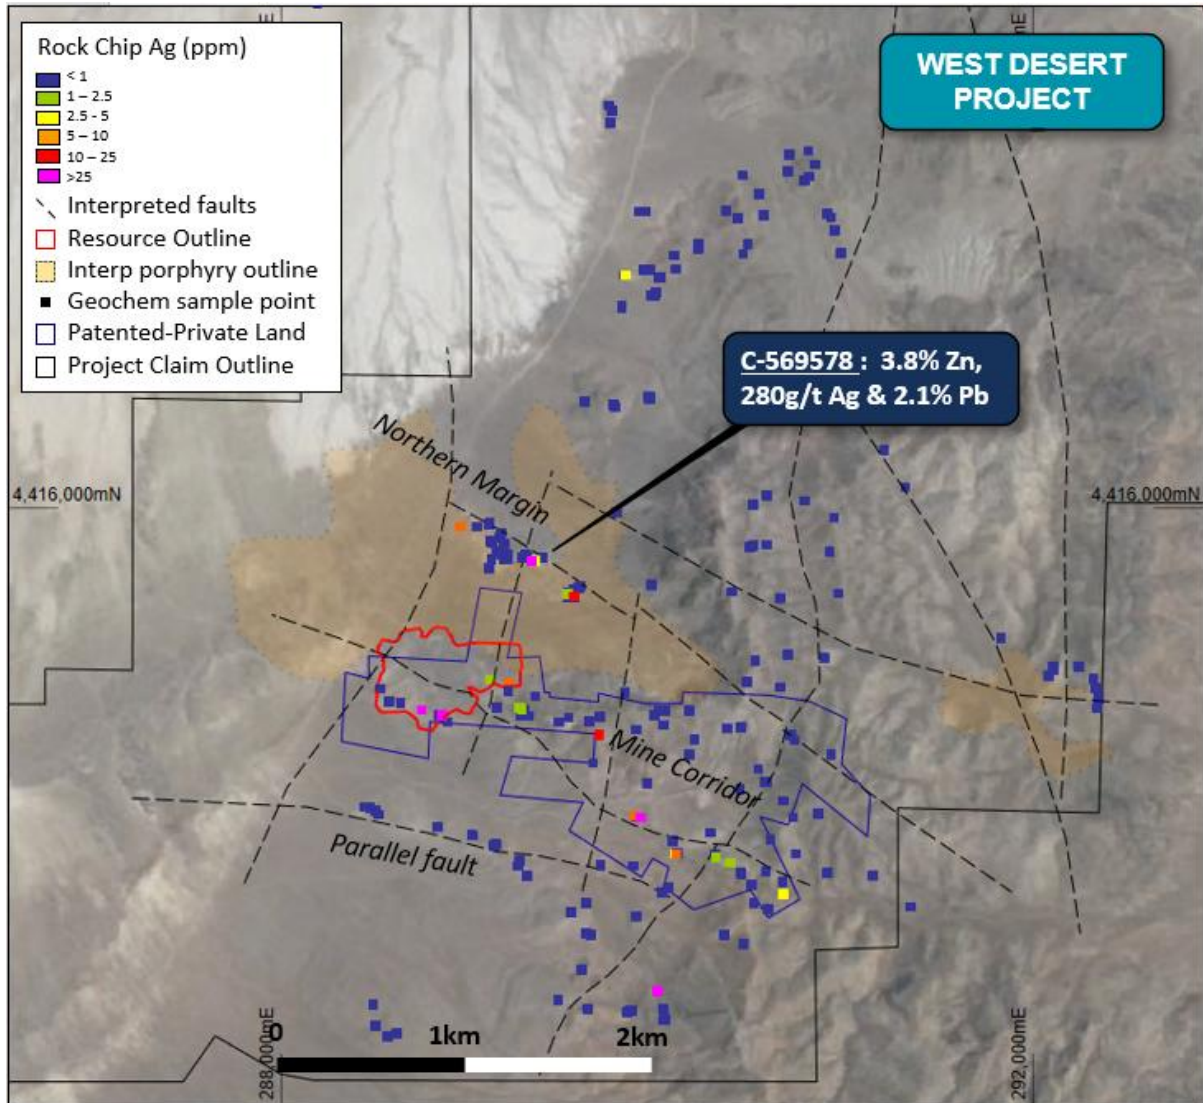 Rock Chip Ag (ppm)
< 1
1 – 2.5
2.5 - 5
5 – 10
10 – 25
>25
Interpreted faults
Resource Outline
Interp porphyry outline
Geochem sample point
Patented-Private Land
Project Claim Outline
WEST DESERT
PROJECT
C-569578 : 3.8% Zn,
280g/t Ag & 2.1% Pb
Northern Margin
4,416,000mN
4,416,000mN
Mine Corridor
Parallel fault
0
1km
2km
288,000mE
292,000mE
mE
mE